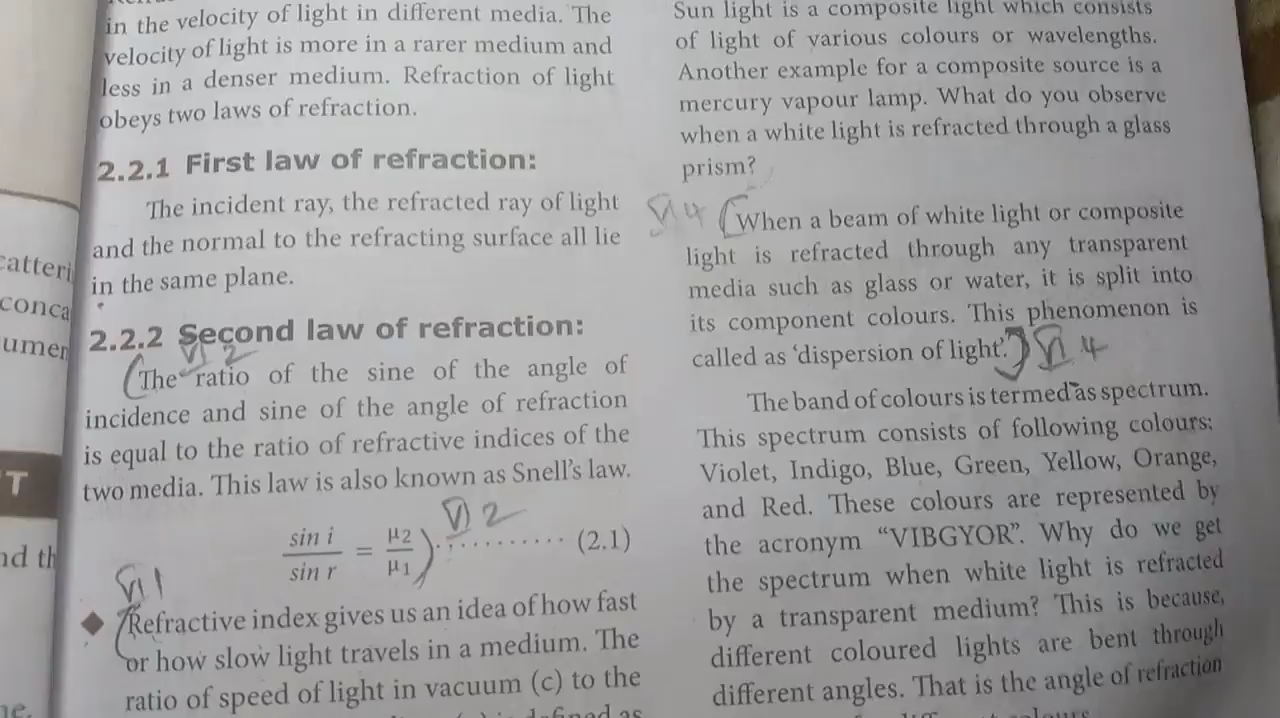 in the velocity of light in different media. The
velocity of light is more in a rarer medium and
less in a denser medium. Refraction of light
obeys two laws of refraction.
2.2.1 First law of refraction:
The incident ray, the refracted ray of light
and the normal to the refracting surface all lie
in the same plane.
2.2.2 Second law of refraction:
VI 2
(The ratio of the sine of the angle of
incidence and sine of the angle of refraction
is equal to the ratio of refractive indices of the
two media. This law is also known as Snell's law.
VI 2
sin i / sin r = μ2 / μ1) ............ (2.1)
VI 1
◆ (Refractive index gives us an idea of how fast
or how slow light travels in a medium. The
ratio of speed of light in vacuum (c) to the
defined as
Sun light is a composite light which consists
of light of various colours or wavelengths.
Another example for a composite source is a
mercury vapour lamp. What do you observe
when a white light is refracted through a glass
prism?
VI 4 (When a beam of white light or composite
light is refracted through any transparent
media such as glass or water, it is split into
its component colours. This phenomenon is
called as 'dispersion of light'.) VI 4
The band of colours is termed as spectrum.
This spectrum consists of following colours:
Violet, Indigo, Blue, Green, Yellow, Orange,
and Red. These colours are represented by
the acronym “VIBGYOR”. Why do we get
the spectrum when white light is refracted
by a transparent medium? This is because,
different coloured lights are bent through
different angles. That is the angle of refraction
colours